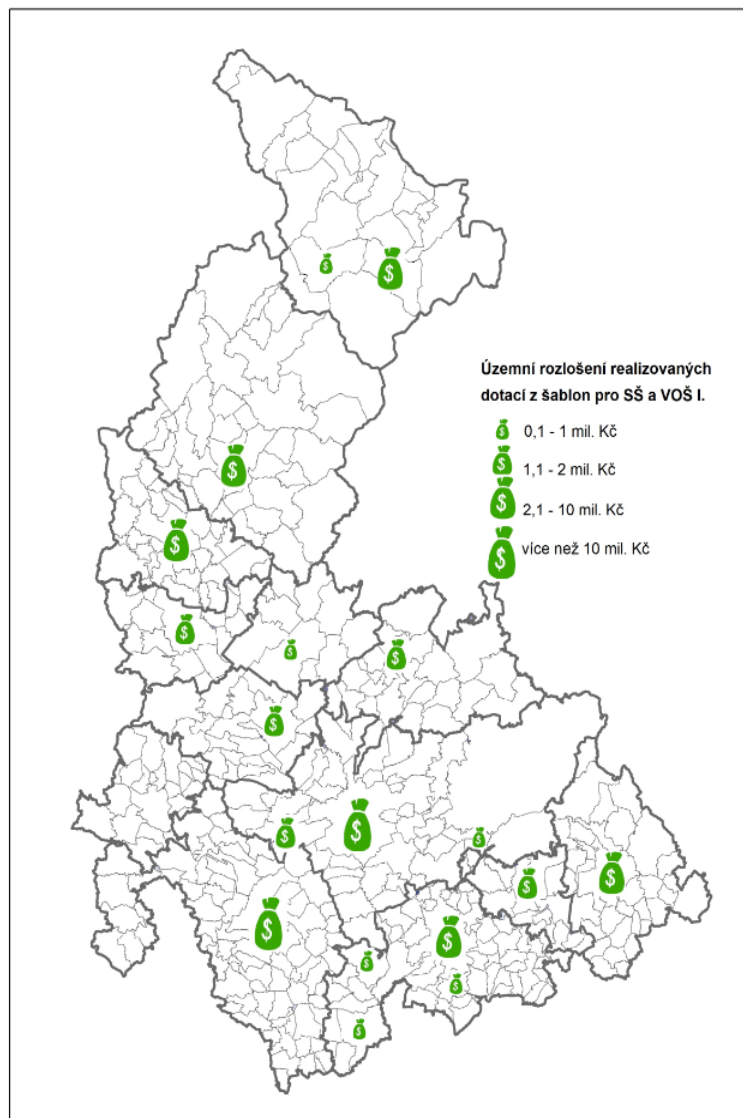 Územní rozlošení realizovaných
dotací z šablon pro SŠ a VOŠ I.
0,1 - 1 mil. Kč
1,1 - 2 mil. Kč
2,1 - 10 mil. Kč
více než 10 mil. Kč